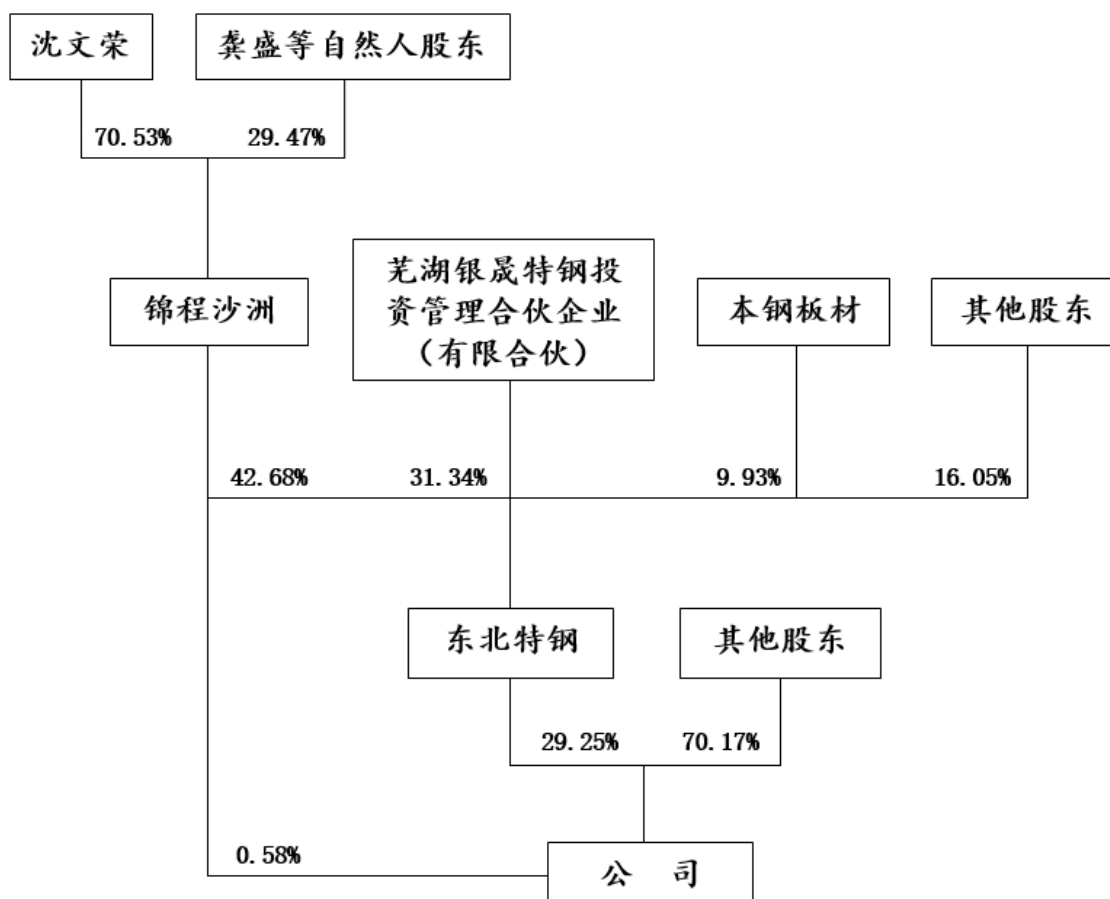 沈文荣
龚盛等自然人股东
70.53%
29.47%
锦程沙洲
芜湖银晟特钢投
资管理合伙企业
（有限合伙）
本钢板材
其他股东
42.68%
31.34%
9.93%
16.05%
东北特钢
其他股东
29.25%
70.17%
0.58%
公 司